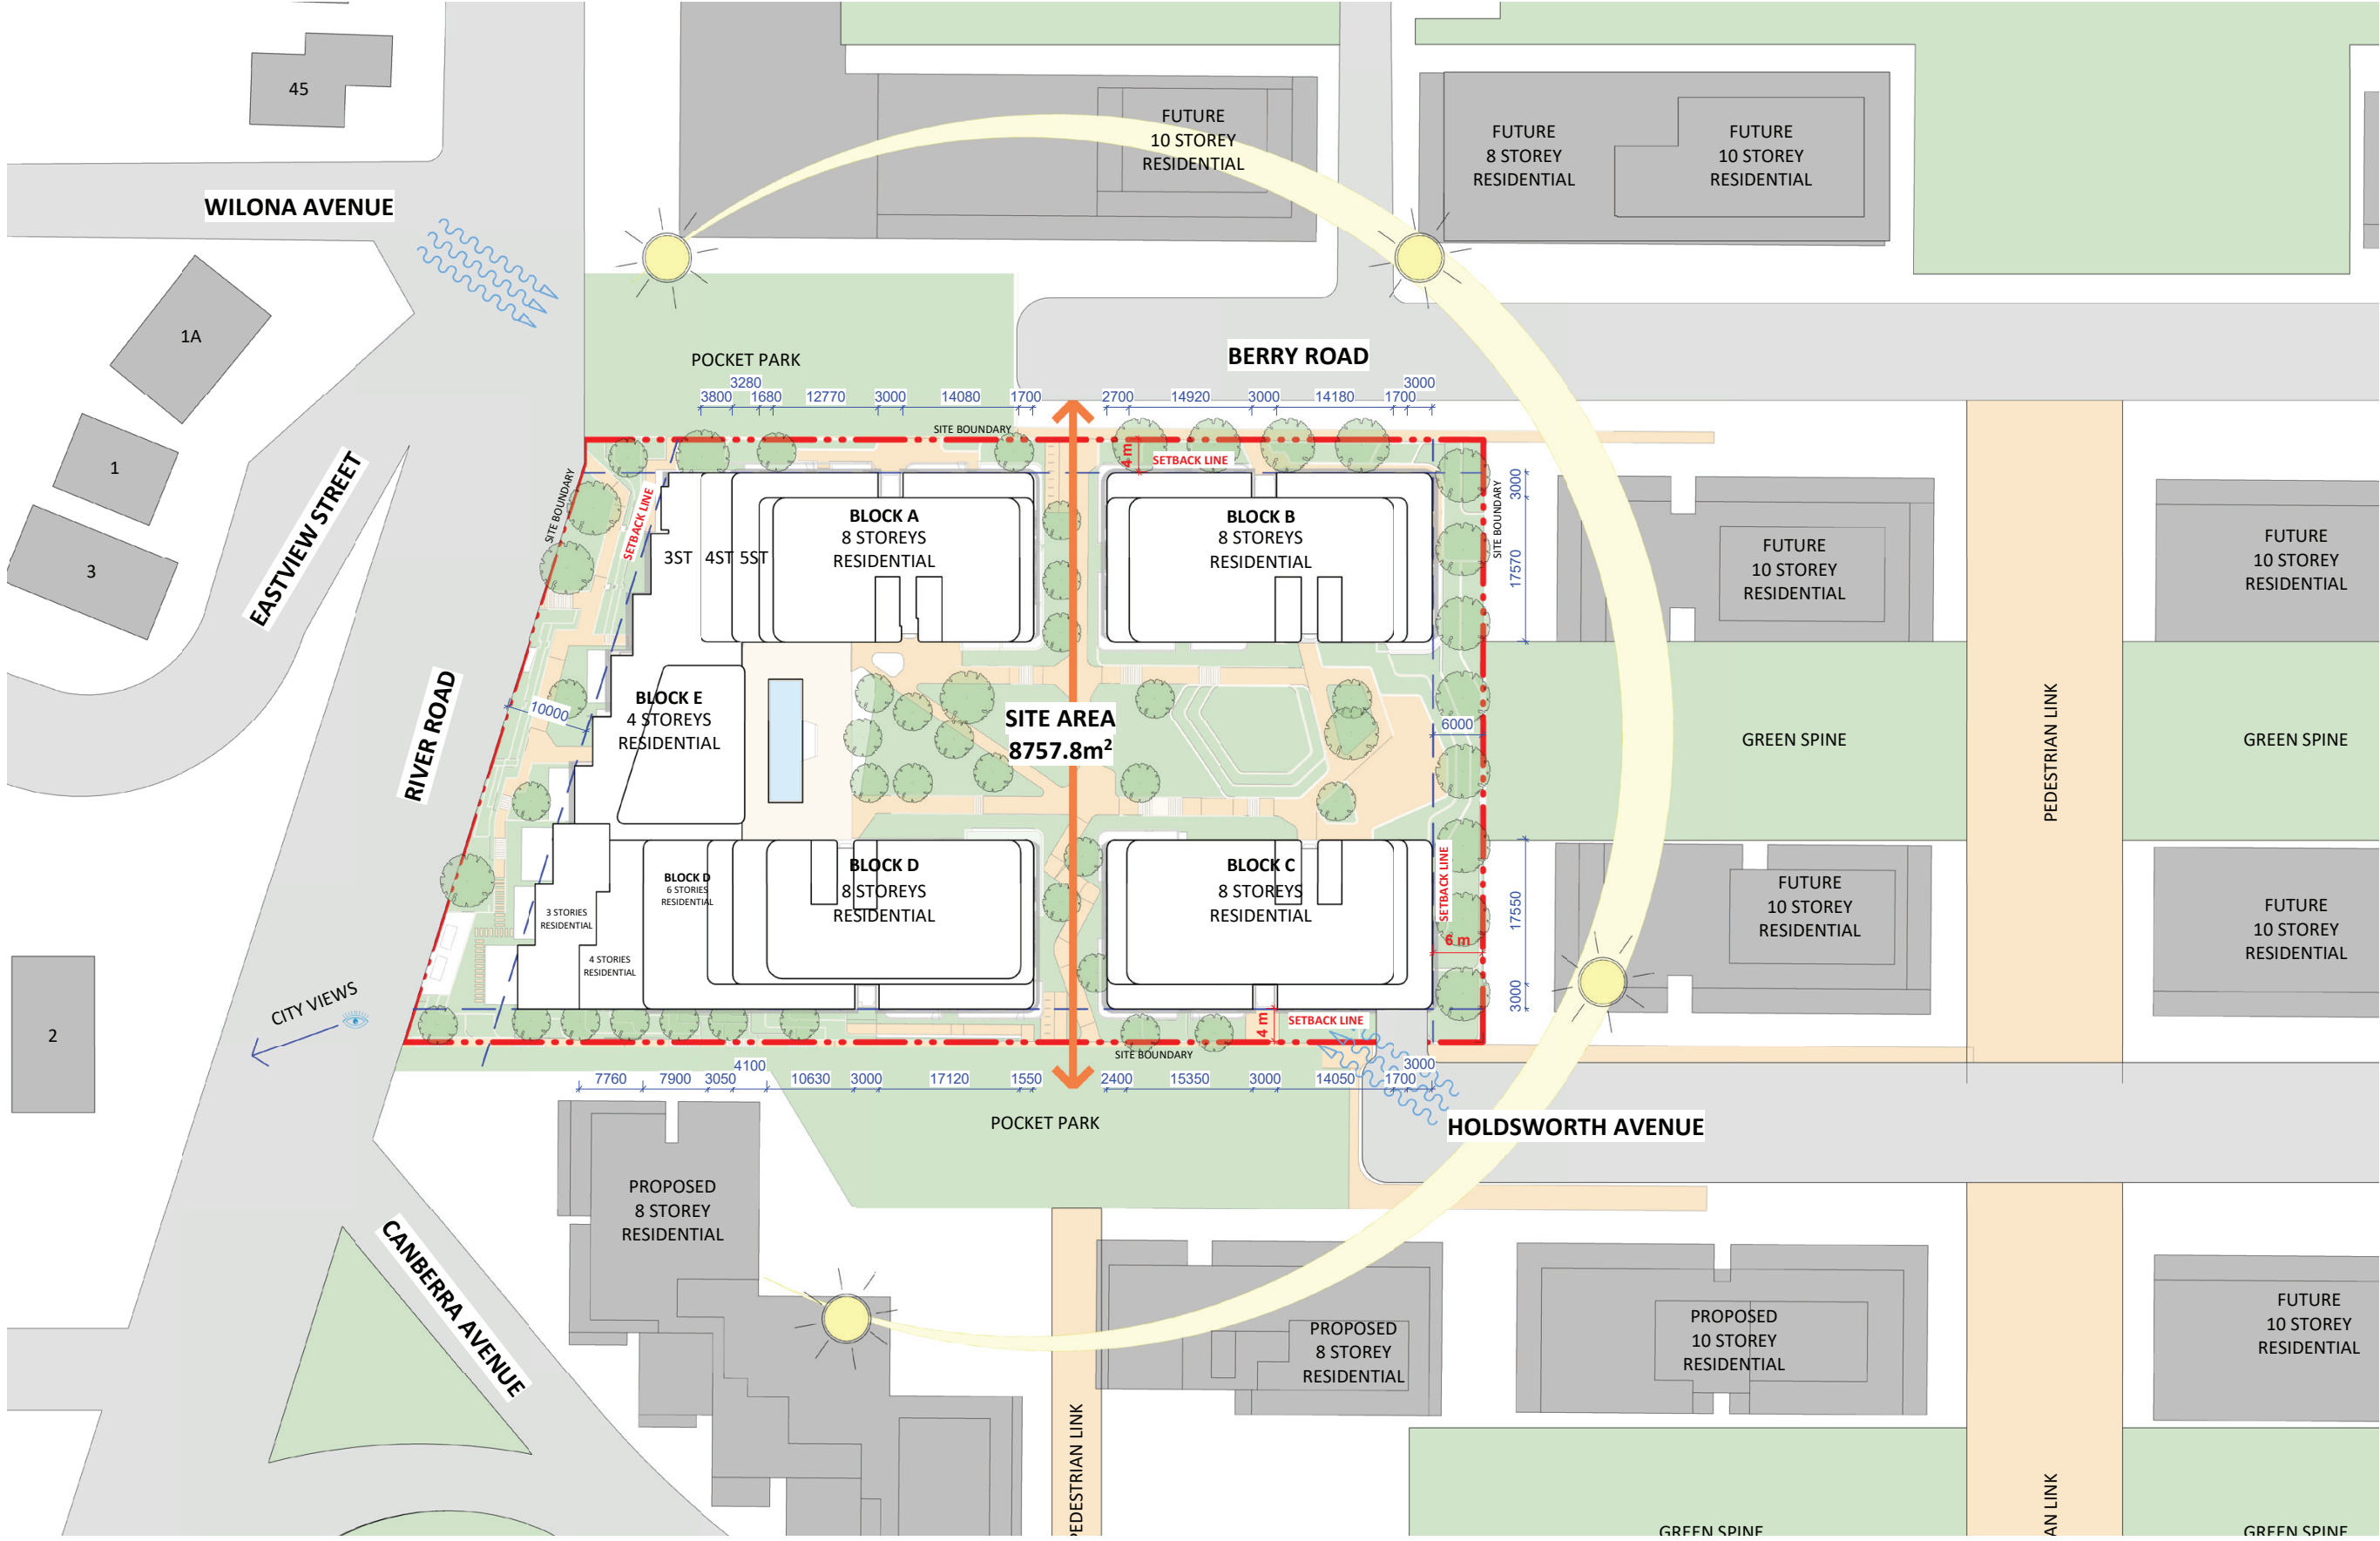 45
WILONA AVENUE
FUTURE
10 STOREY
RESIDENTIAL
FUTURE
8 STOREY
RESIDENTIAL
FUTURE
10 STOREY
RESIDENTIAL
1A
POCKET PARK
BERRY ROAD
3280
3000
3800
1680
12770
3000
14080
1700
2700
14920
3000
14180
1700
SITE BOUNDARY
4 m
SETBACK LINE
1
3
EASTVIEW STREET
SITE BOUNDARY
SETBACK LINE
3ST
4ST
5ST
BLOCK A
8 STOREYS
RESIDENTIAL
BLOCK B
8 STOREYS
RESIDENTIAL
SITE BOUNDARY
3000
17570
FUTURE
10 STOREY
RESIDENTIAL
FUTURE
10 STOREY
RESIDENTIAL
RIVER ROAD
10000
BLOCK E
4 STOREYS
RESIDENTIAL
SITE AREA
8757.8m²
6000
GREEN SPINE
PEDESTRIAN LINK
GREEN SPINE
BLOCK D
6 STORIES
RESIDENTIAL
BLOCK D
8 STOREYS
RESIDENTIAL
BLOCK C
8 STOREYS
RESIDENTIAL
SETBACK LINE
6 m
17550
3000
FUTURE
10 STOREY
RESIDENTIAL
FUTURE
10 STOREY
RESIDENTIAL
3 STORIES
RESIDENTIAL
4 STORIES
RESIDENTIAL
CITY VIEWS
2
4 m
SETBACK LINE
SITE BOUNDARY
4100
3000
7760
7900
3050
10630
3000
17120
1550
2400
15350
3000
14050
1700
POCKET PARK
HOLDSWORTH AVENUE
PROPOSED
8 STOREY
RESIDENTIAL
CANBERRA AVENUE
PROPOSED
8 STOREY
RESIDENTIAL
PROPOSED
10 STOREY
RESIDENTIAL
FUTURE
10 STOREY
RESIDENTIAL
PEDESTRIAN LINK
GREEN SPINE
AN LINK
GREEN SPINE